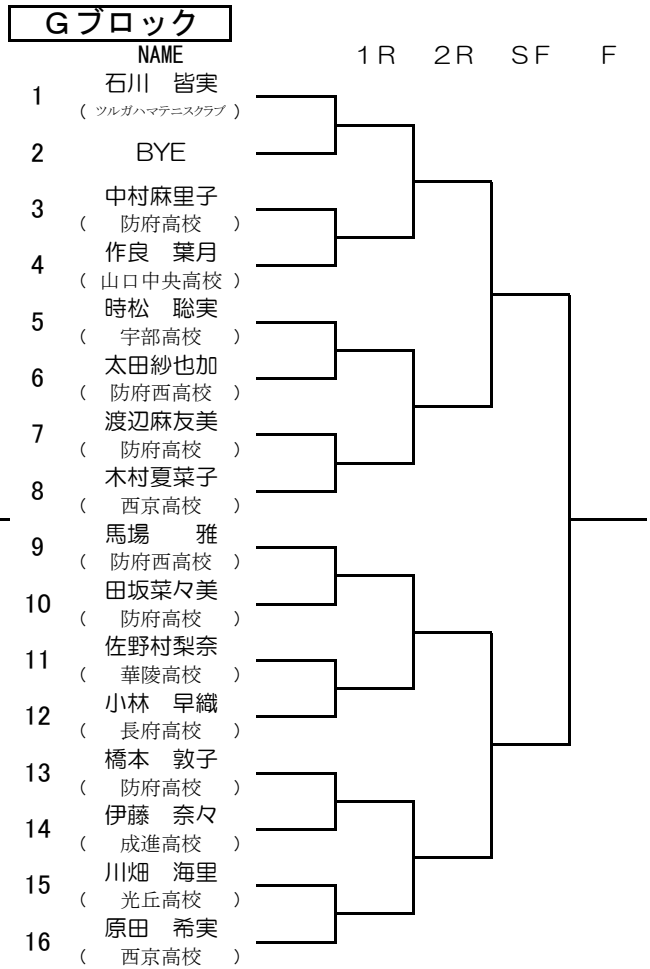 Gブロック
NAME 1R 2R SF F
石川 皆実
1
( ツルガハマテニスクラブ )
2 BYE
中村麻里子
3
( 防府高校 )
作良 葉月
4
( 山口中央高校 )
時松 聡実
5
( 宇部高校 )
太田紗也加
6
( 防府西高校 )
渡辺麻友美
7
( 防府高校 )
木村夏菜子
8
( 西京高校 )
馬場 雅
9
( 防府西高校 )
田坂菜々美
10
( 防府高校 )
佐野村梨奈
11
( 華陵高校 )
小林 早織
12
( 長府高校 )
橋本 敦子
13
( 防府高校 )
伊藤 奈々
14
( 成進高校 )
川畑 海里
15
( 光丘高校 )
原田 希実
16
( 西京高校 )